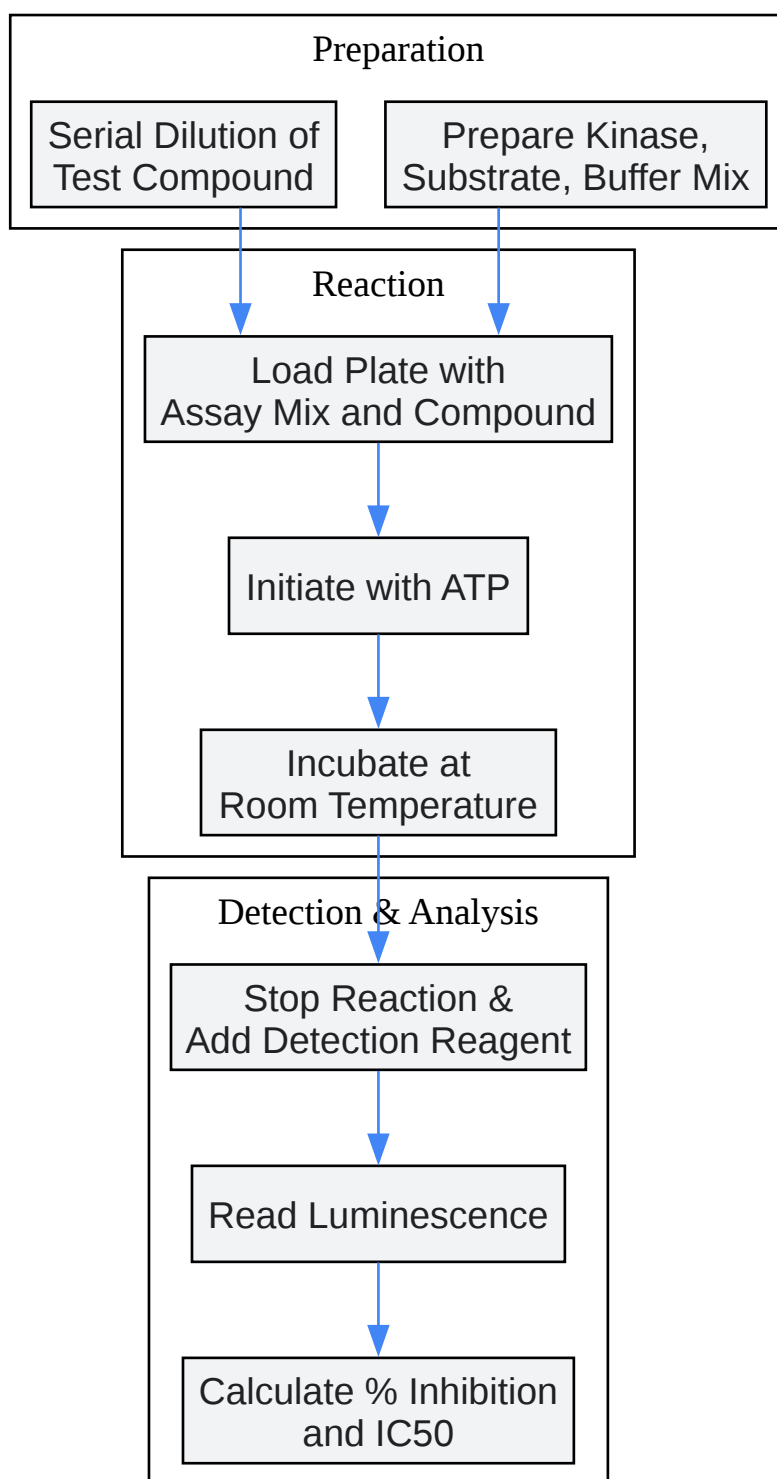 Preparation
Serial Dilution of
Test Compound
Prepare Kinase,
Substrate, Buffer Mix
Reaction
Load Plate with
Assay Mix and Compound
Initiate with ATP
Incubate at
Room Temperature
Detection & Analysis
Stop Reaction &
Add Detection Reagent
Read Luminescence
Calculate % Inhibition
and IC50